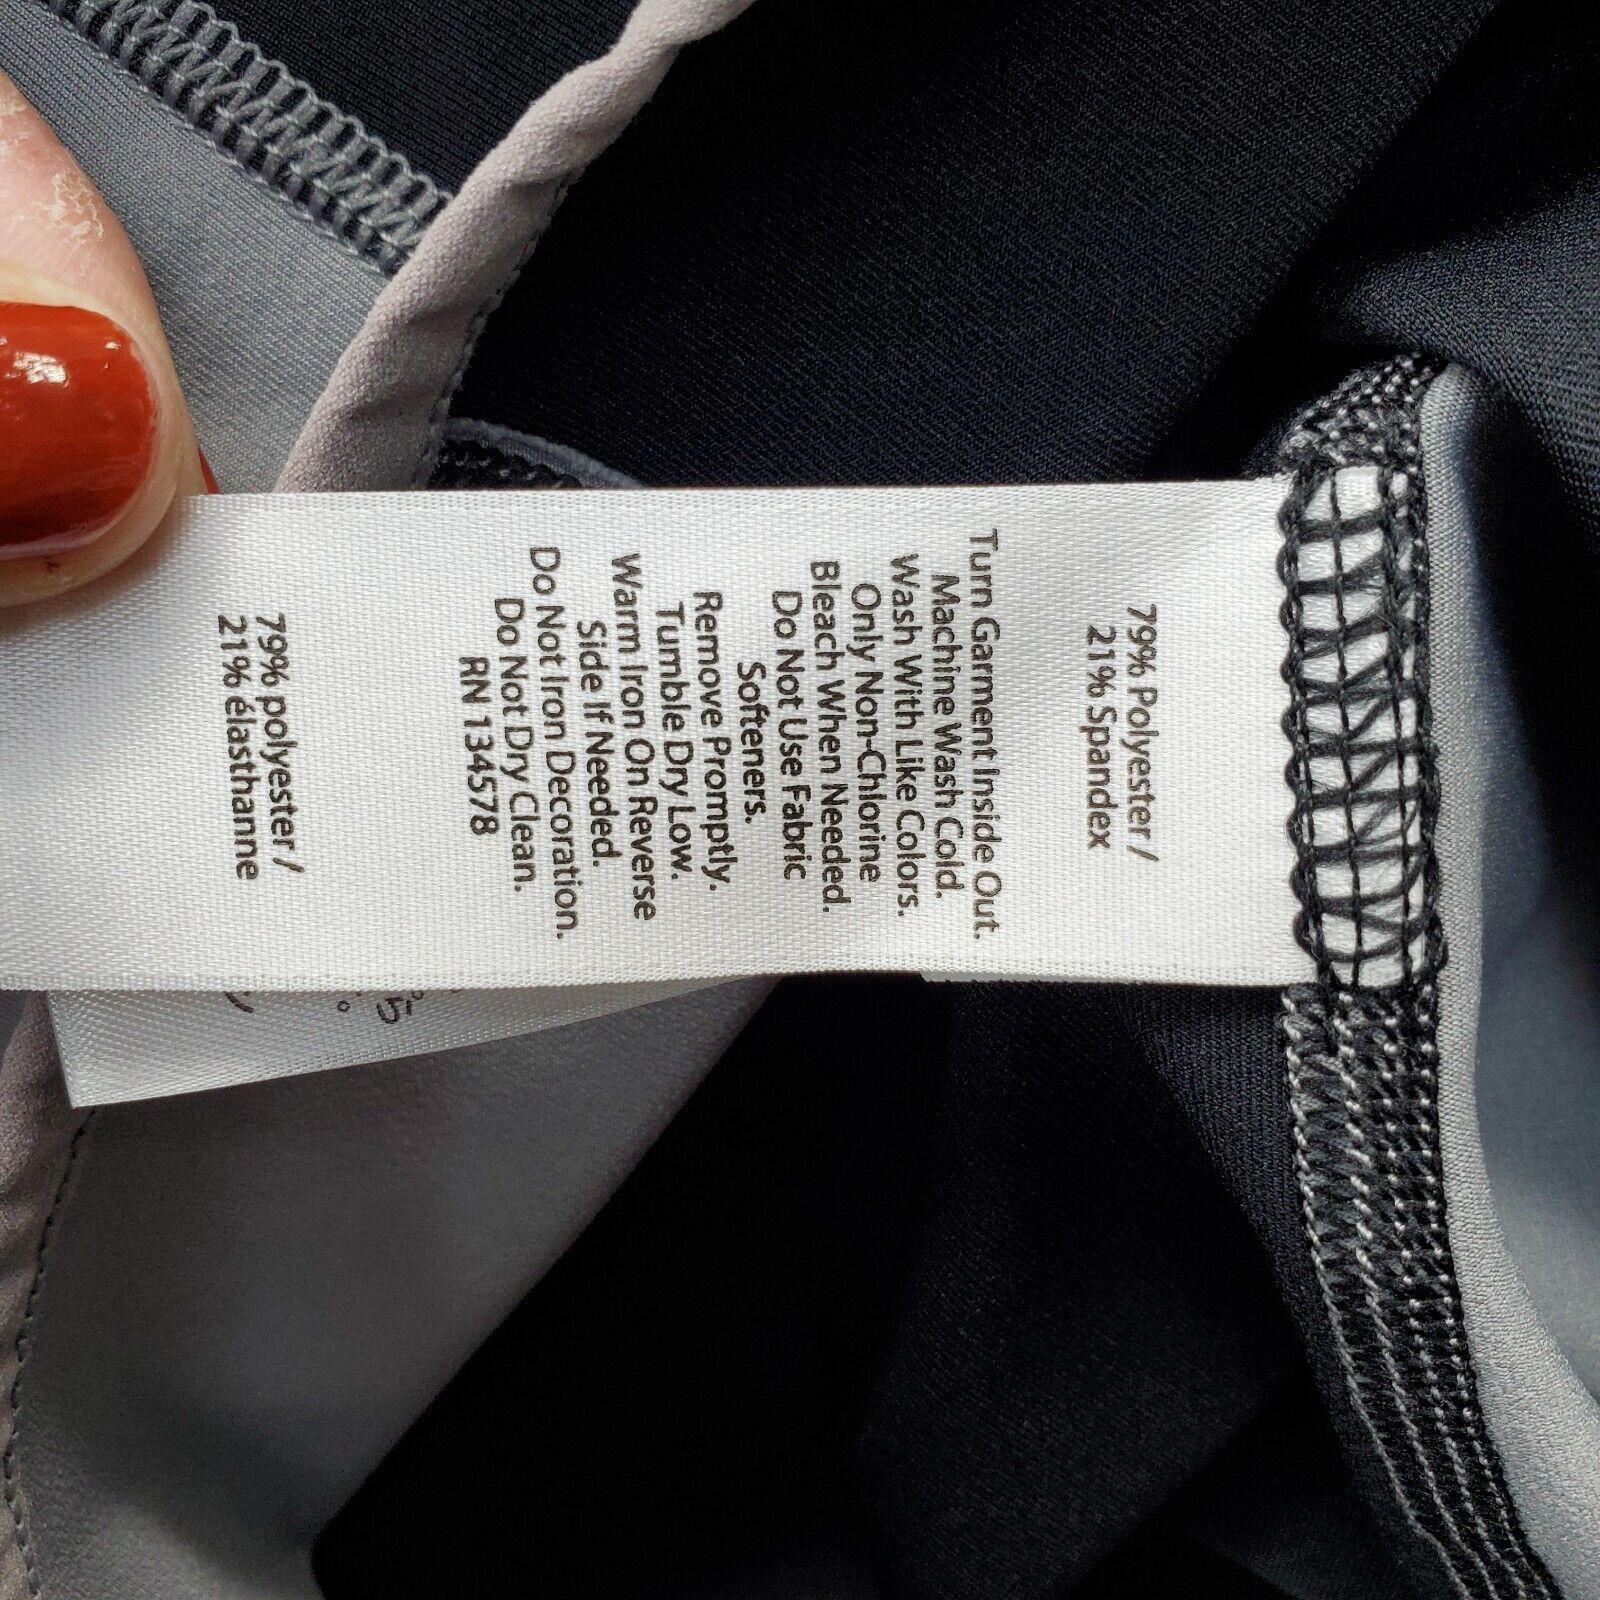 79% Polyester /
21% Spandex
Turn Garment Inside Out.
Machine Wash Cold.
Wash With Like Colors.
Only Non-Chlorine
Bleach When Needed.
Do Not Use Fabric
Softeners.
Remove Promptly.
Tumble Dry Low.
Warm Iron On Reverse
Side If Needed.
Do Not Iron Decoration.
Do Not Dry Clean.
RN 134578
79% polyester /
21% élasthanne